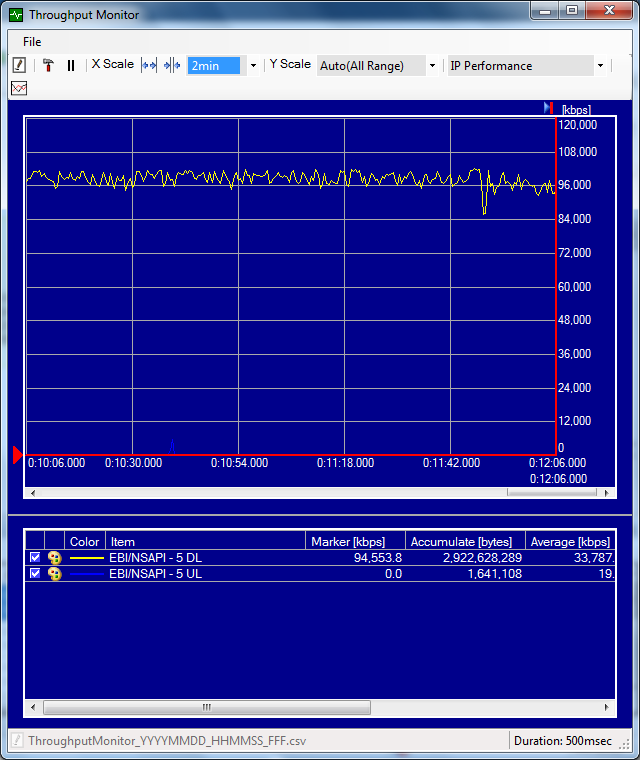 Throughput Monitor
File
X Scale 2min Y Scale Auto(All Range) IP Performance
[kbps]
120,000
108,000
96,000
84,000
72,000
60,000
48,000
36,000
24,000
12,000
0
0:10:06.000 0:10:30.000 0:10:54.000 0:11:18.000 0:11:42.000 0:12:06.000
0:12:06.000
Color Item Marker [kbps] Accumulate [bytes] Average [kbps]
EBI/NSAPI - 5 DL 94,553.8 2,922,628,289 33,787.
EBI/NSAPI - 5 UL 0.0 1,641,108 19.
ThroughputMonitor_YYYYMMDD_HHMMSS_FFF.csv Duration: 500msec